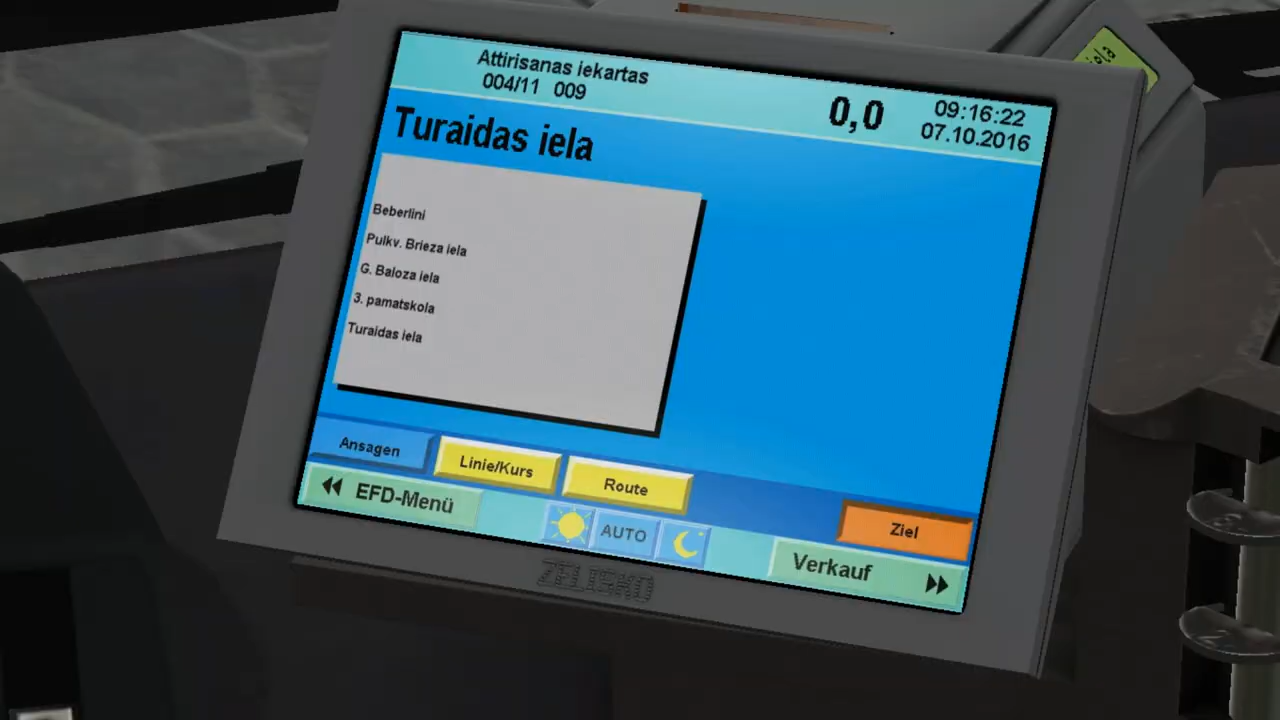 Attirisanas iekartas
004/11 009
0,0
09:16:22
07.10.2016
Turaidas iela
Beberlini
Pulkv. Brieza iela
G. Baloza iela
3. pamatskola
Turaidas iela
Ansagen
Linie/Kurs
Route
Ziel
EFD-Menü
AUTO
Verkauf
ZELISKO